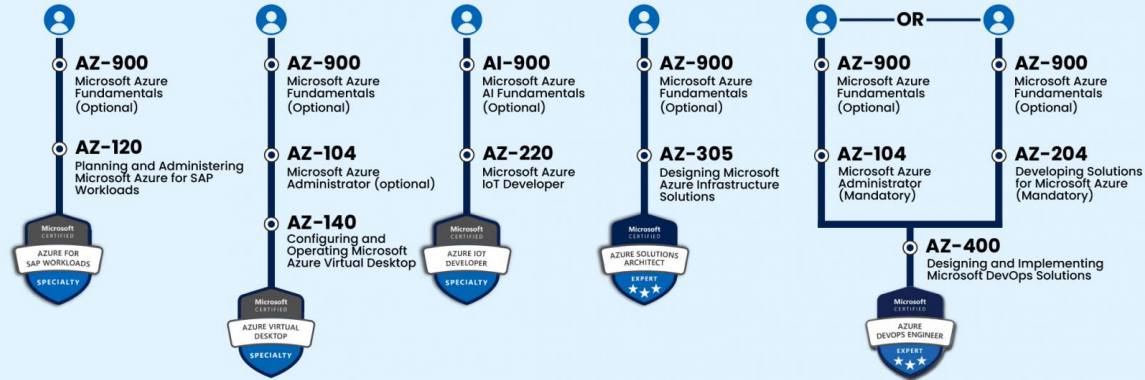 OR
AZ-900
Microsoft Azure
Fundamentals
(Optional)
AZ-120
Planning and Administering
Microsoft Azure for SAP
Workloads
Microsoft
CERTIFIED
AZURE FOR
SAP WORKLOADS
SPECIALTY
AZ-900
Microsoft Azure
Fundamentals
(Optional)
AZ-104
Microsoft Azure
Administrator (optional)
AZ-140
Configuring and
Operating Microsoft
Azure Virtual Desktop
Microsoft
CERTIFIED
AZURE VIRTUAL
DESKTOP
SPECIALTY
AI-900
Microsoft Azure
AI Fundamentals
(Optional)
AZ-220
Microsoft Azure
IoT Developer
Microsoft
CERTIFIED
AZURE IOT
DEVELOPER
SPECIALTY
AZ-900
Microsoft Azure
Fundamentals
(Optional)
AZ-305
Designing Microsoft
Azure Infrastructure
Solutions
Microsoft
CERTIFIED
AZURE SOLUTIONS
ARCHITECT
EXPERT
AZ-900
Microsoft Azure
Fundamentals
(Optional)
AZ-104
Microsoft Azure
Administrator
(Mandatory)
AZ-900
Microsoft Azure
Fundamentals
(Optional)
AZ-204
Developing Solutions
for Microsoft Azure
(Mandatory)
AZ-400
Designing and Implementing
Microsoft DevOps Solutions
Microsoft
CERTIFIED
AZURE
DEVOPS ENGINEER
EXPERT